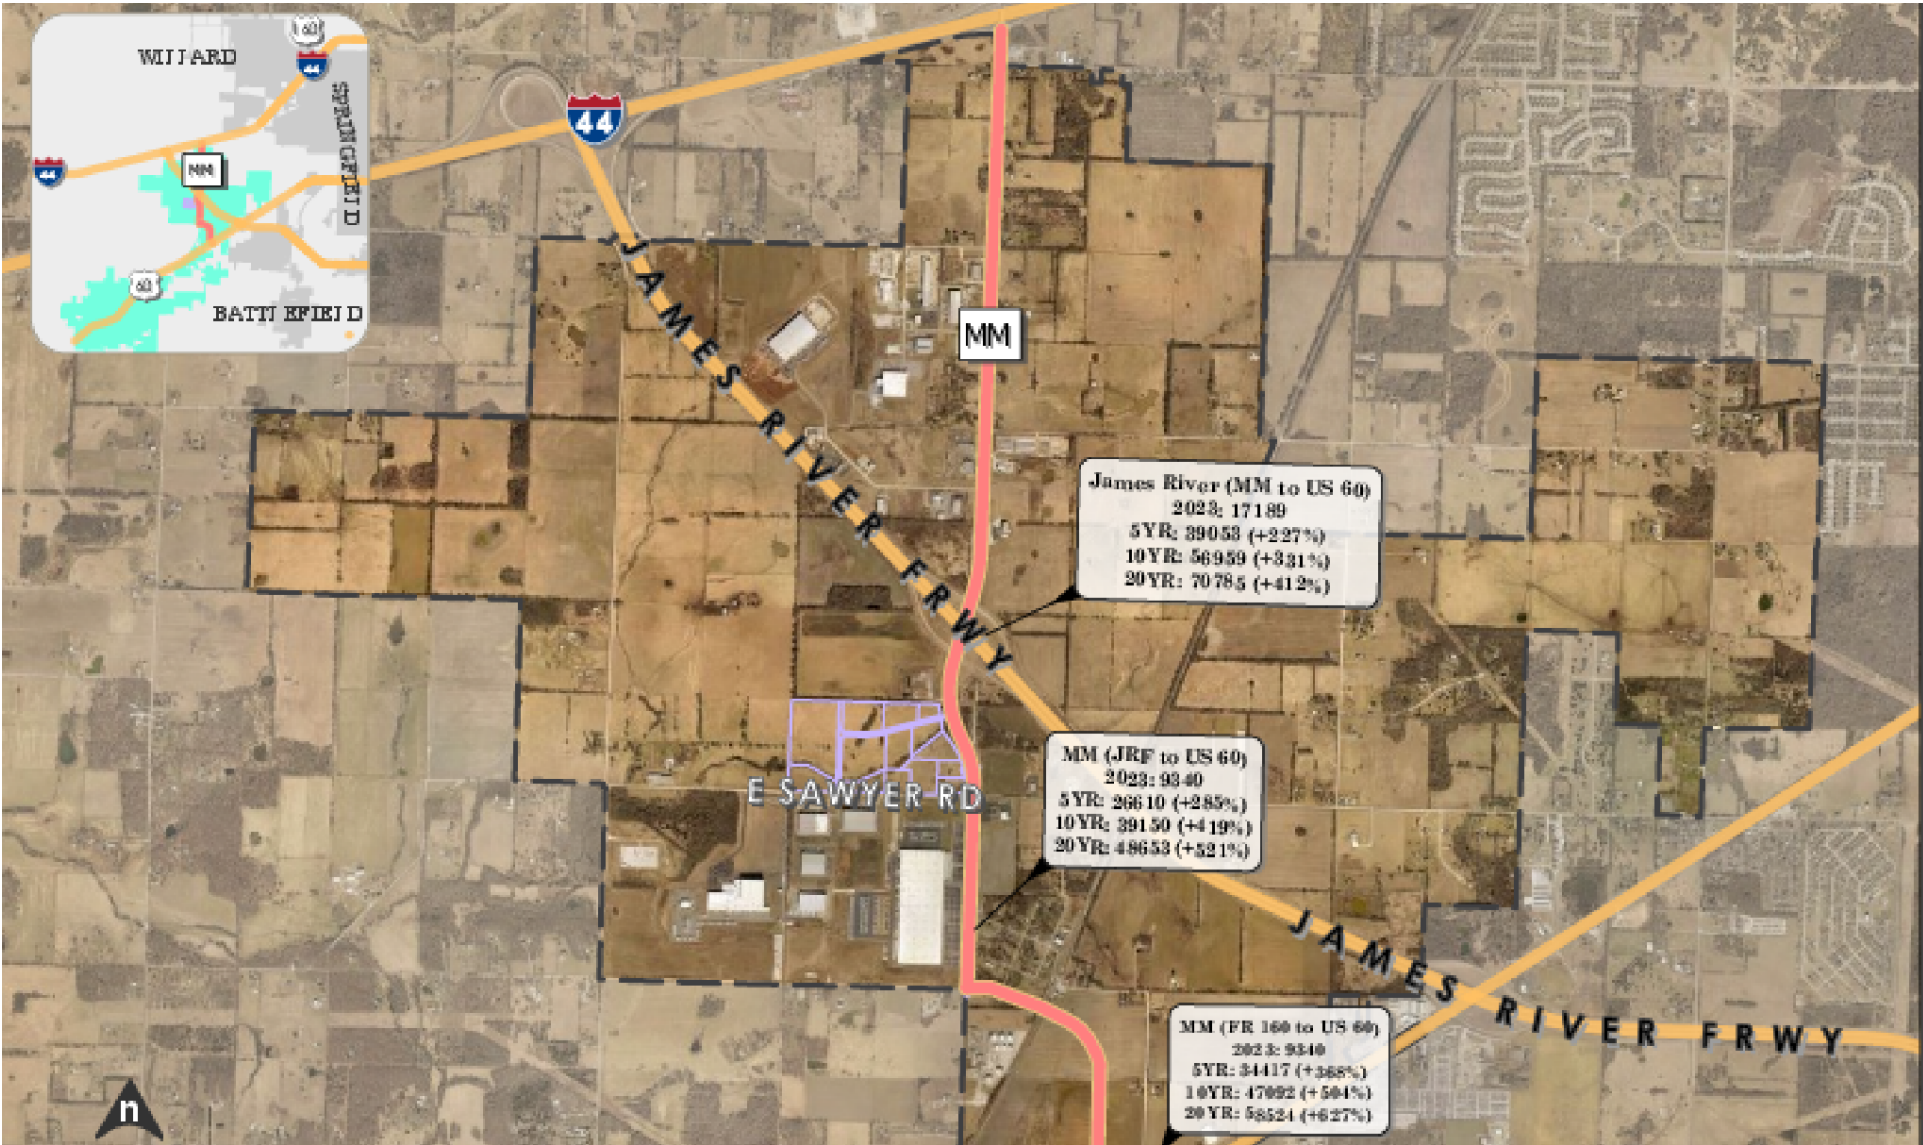 160
WILLARD
44
SPRINGFIELD
44
MM
60
BATTLEFIELD
44
JAMES RIVER FRWY
MM
James River (MM to US 60)
2023: 17189
5YR: 39053 (+227%)
10YR: 56959 (+331%)
20YR: 70785 (+412%)
MM (JRF to US 60)
2023: 9340
5YR: 26610 (+285%)
10YR: 39150 (+419%)
20YR: 48653 (+521%)
E SAWYER RD
JAMES RIVER FRWY
MM (FR 160 to US 60)
2023: 9340
5YR: 34417 (+368%)
10YR: 47092 (+504%)
20YR: 58524 (+627%)
n